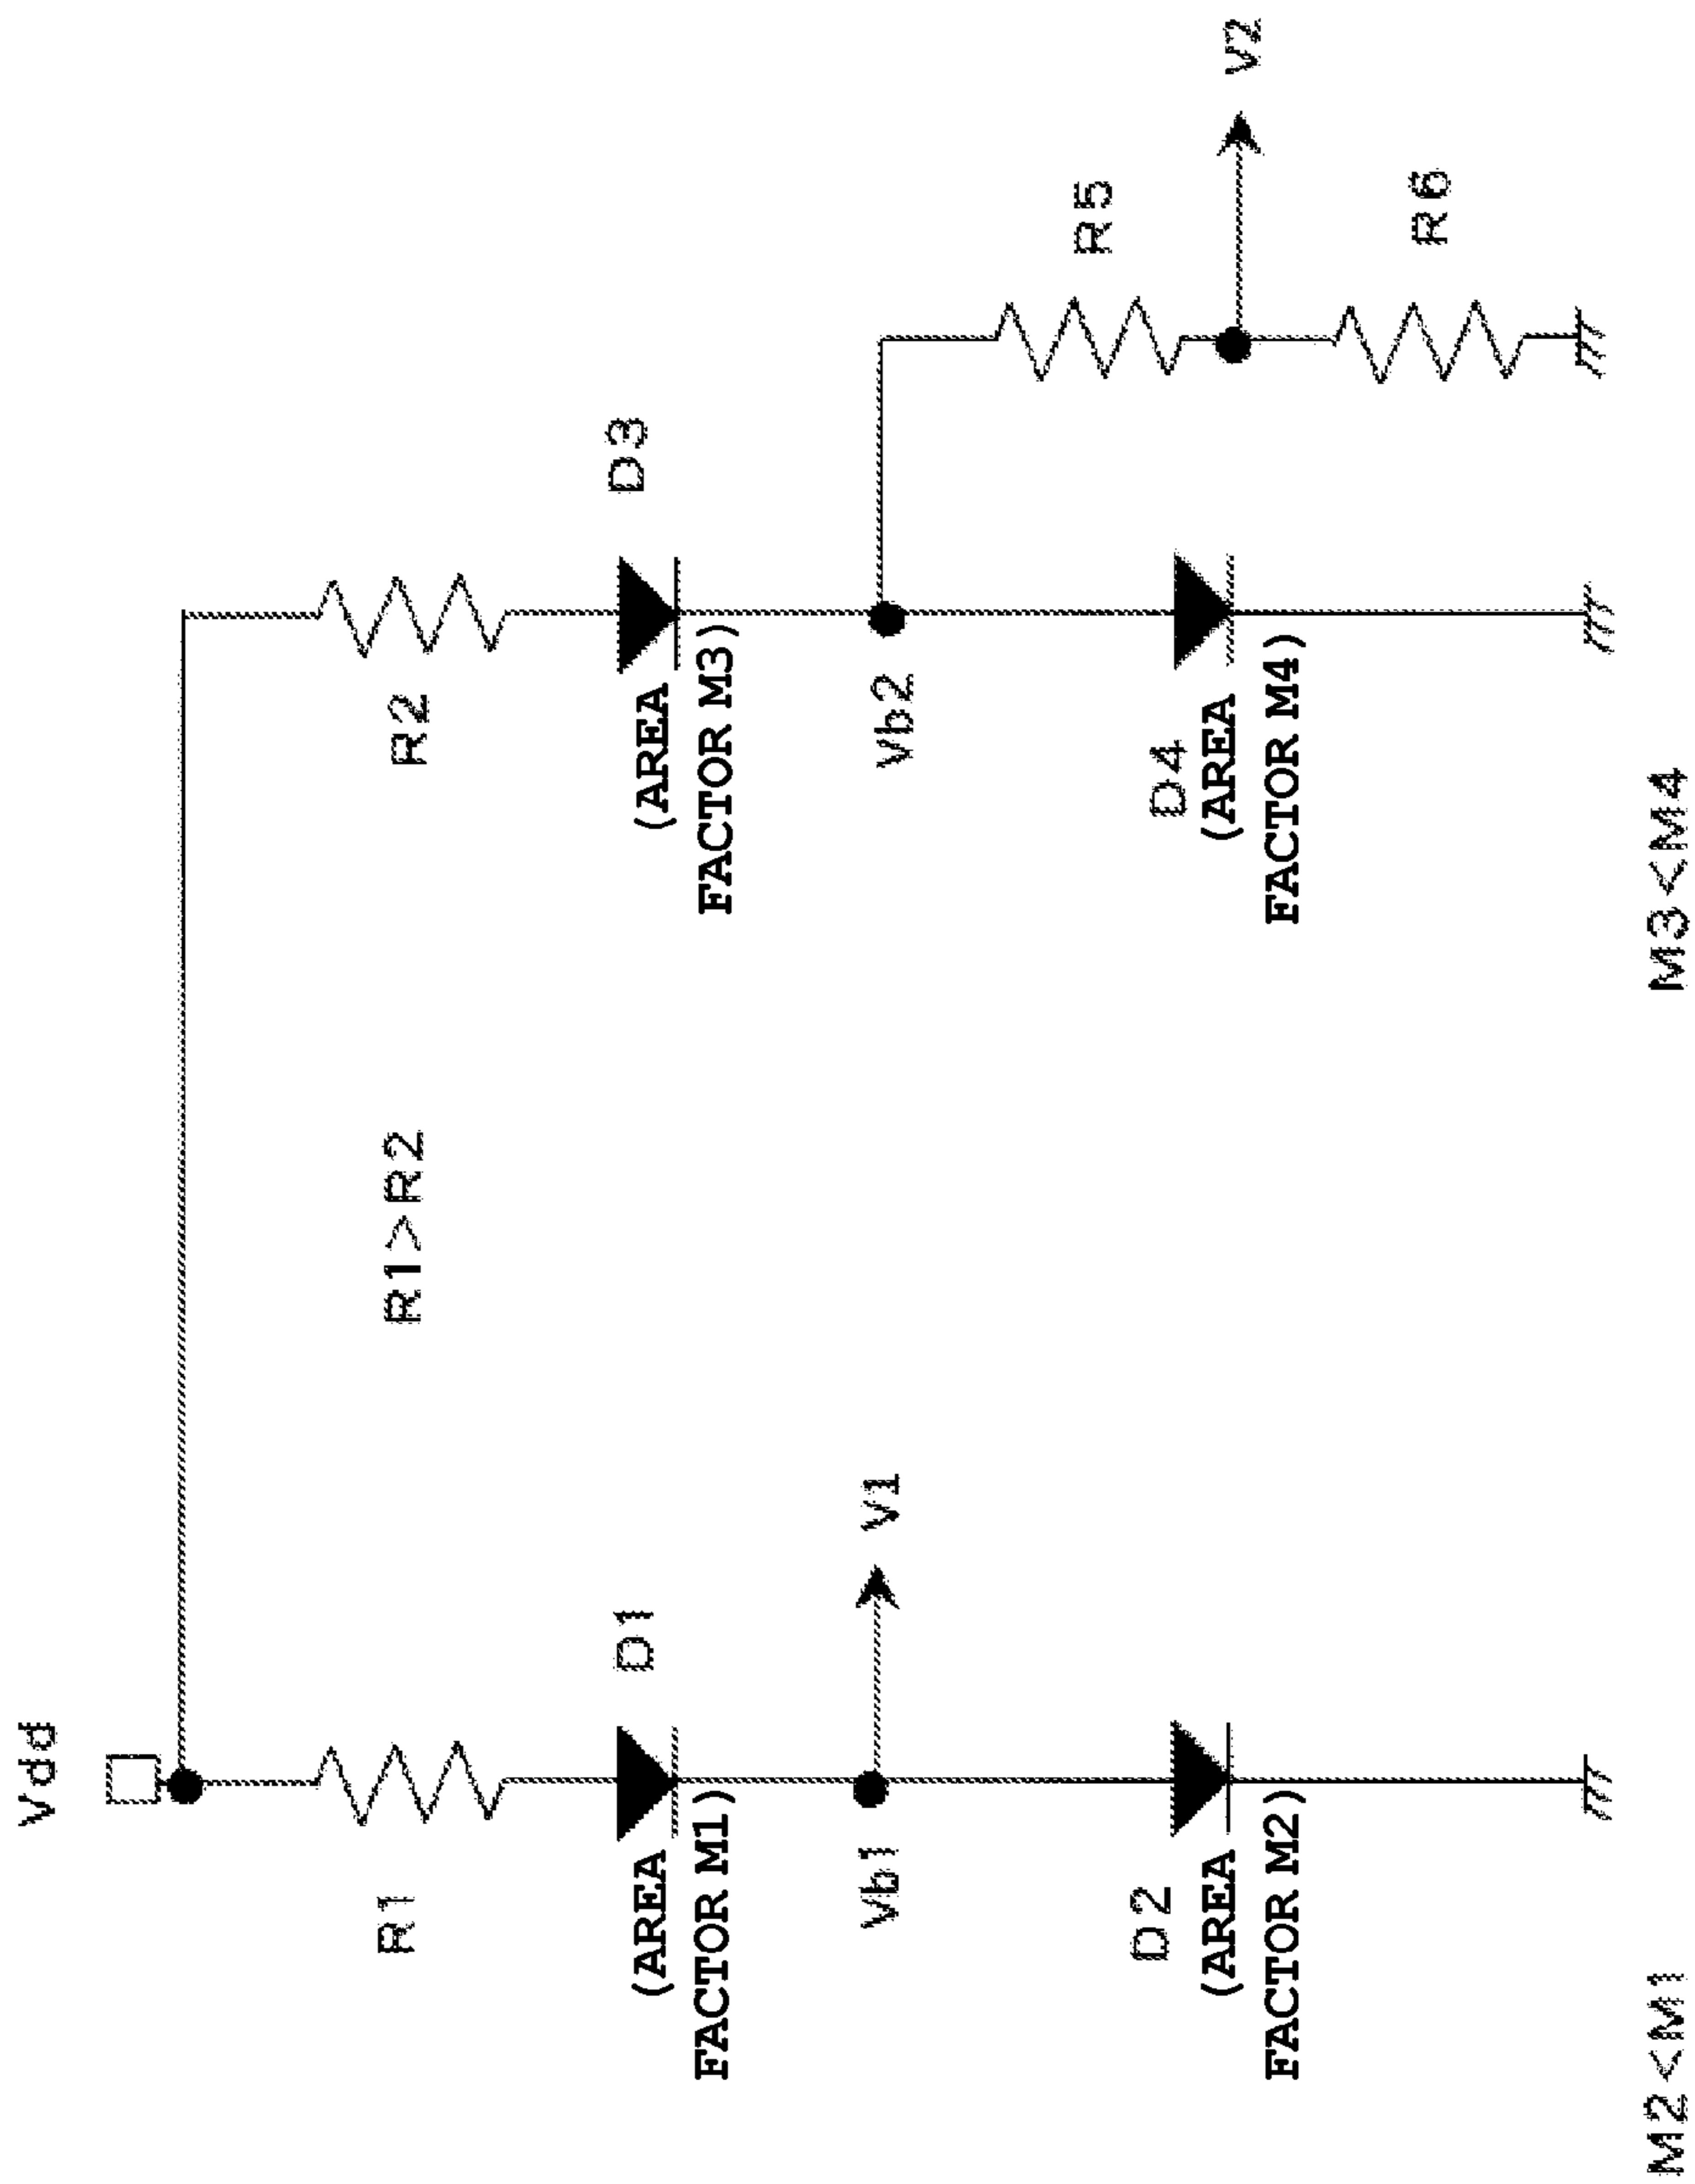 Vdd
R1
R1>R2
R2
D1
(AREA
FACTOR M1)
D3
(AREA
FACTOR M3)
Vb1
V1
Vb2
R5
D2
(AREA
FACTOR M2)
D4
(AREA
FACTOR M4)
V2
R6
M2<M1
M3<M4